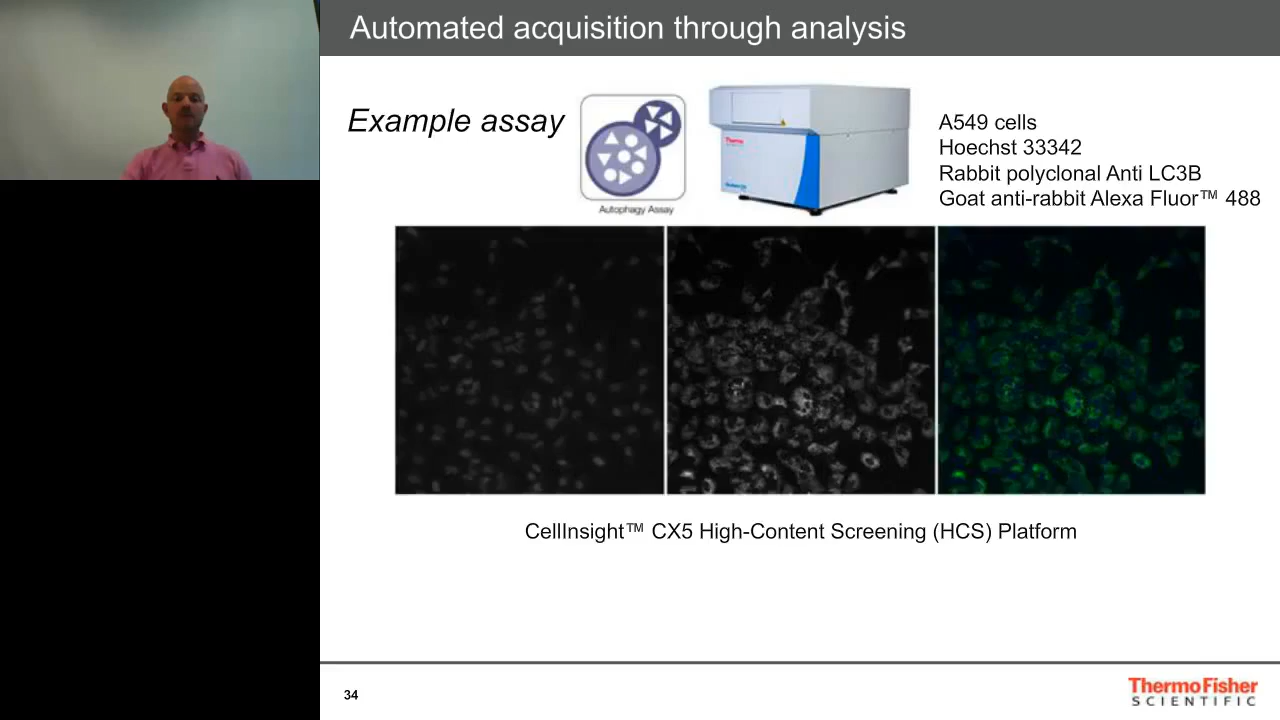 Automated acquisition through analysis
Example assay
Autophagy Assay
Thermo
A549 cells
Hoechst 33342
Rabbit polyclonal Anti LC3B
Goat anti-rabbit Alexa Fluor™ 488
CellInsight™ CX5 High-Content Screening (HCS) Platform
34
ThermoFisher
SCIENTIFIC